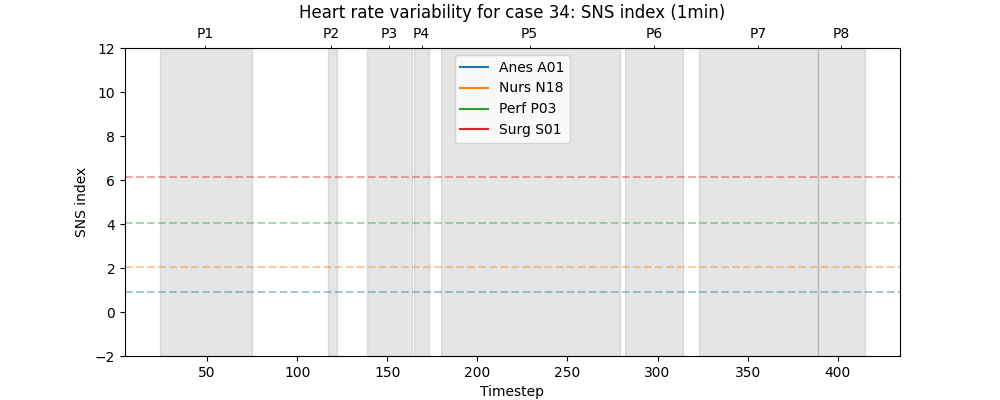 Heart rate variability for case 34: SNS index (1min)
P1 P2 P3 P4 P5 P6 P7 P8
12
10
8
6
4
2
0
−2
SNS index
Anes A01
Nurs N18
Perf P03
Surg S01
50 100 150 200 250 300 350 400
Timestep